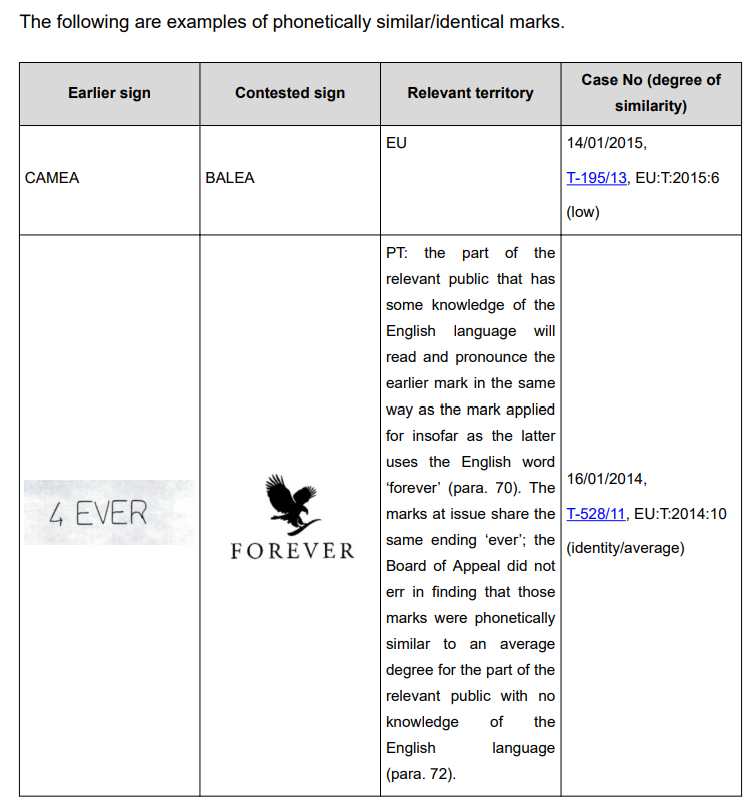 The following are examples of phonetically similar/identical marks.
Earlier sign
Contested sign
Relevant territory
Case No (degree of
similarity)
CAMEA
BALEA
EU
14/01/2015,
T-195/13, EU:T:2015:6
(low)
4 EVER
FOREVER
PT: the part of the
relevant public that has
some knowledge of the
English language will
read and pronounce the
earlier mark in the same
way as the mark applied
for insofar as the latter
uses the English word
‘forever’ (para. 70). The
marks at issue share the
same ending ‘ever’; the
Board of Appeal did not
err in finding that those
marks were phonetically
similar to an average
degree for the part of the
relevant public with no
knowledge of the
English language
(para. 72).
16/01/2014,
T-528/11, EU:T:2014:10
(identity/average)